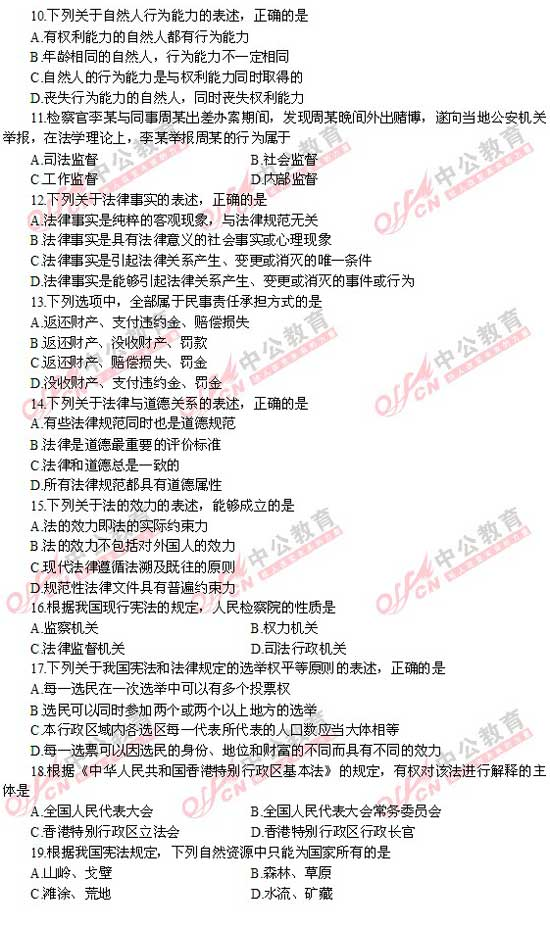 10.下列关于自然人行为能力的表述，正确的是
A.有权利能力的自然人都有行为能力
B.年龄相同的自然人，行为能力不一定相同
C.自然人的行为能力是与权利能力同时取得的
D.丧失行为能力的自然人，同时丧失权利能力
11.检察官李某与同事周某出差办案期间，发现周某晚间外出赌博，遂向当地公安机关
举报，在法学理论上，李某举报周某的行为属于
A.司法监督 B.社会监督
C 工作监督 D.内部监督
12.下列关于法律事实的表述，正确的是
A.法律事实是纯粹的客观现象，与法律规范无关
B.法律事实是具有法律意义的社会事实或心理现象
C.法律事实是引起法律关系产生、变更或消灭的唯一条件
D.法律事实是能够引起法律关系产生、变更或消灭的事件或行为
13.下列选项中，全部属于民事责任承担方式的是
A.返还财产、支付违约金、赔偿损失
B.返还财产、没收财产、罚款
C.返还财产、赔偿损失、罚金
D.没收财产、支付违约金、罚金
14.下列关于法律与道德关系的表述，正确的是
A.有些法律规范同时也是道德规范
B.法律是道德最重要的评价标准
C.法律和道德总是一致的
D.所有法律规范都具有道德属性
15.下列关于法的效力的表述，能够成立的是
A.法的效力即法的实际约束力
B.法的效力不包括对外国人的效力
C 现代法律遵循法溯及既往的原则
D.规范性法律文件具有普遍约束力
16.根据我国现行宪法的规定，人民检察院的性质是
A.监察机关 B.权力机关
C.法律监督机关 D.司法行政机关
17.下列关于我国宪法和法律规定的选举权平等原则的表述，正确的是
A.每一选民在一次选举中可以有多个投票权
B 选民可以同时参加两个或两个以上地方的选举
C.本行政区域内各选区每一代表所代表的人口数应当大体相等
D.每一选票可以因选民的身份、地位和财富的不同而具有不同的效力
18.根据《中华人民共和国香港特别行政区基本法》的规定，有权对该法进行解释的主
体是
A.全国人民代表大会 B.全国人民代表大会常务委员会
C.香港特别行政区立法会 D.香港特别行政区行政长官
19.根据我国宪法规定，下列自然资源中只能为国家所有的是
A.山岭、戈壁 B.森林、草原
C.滩涂、荒地 D.水流、矿藏